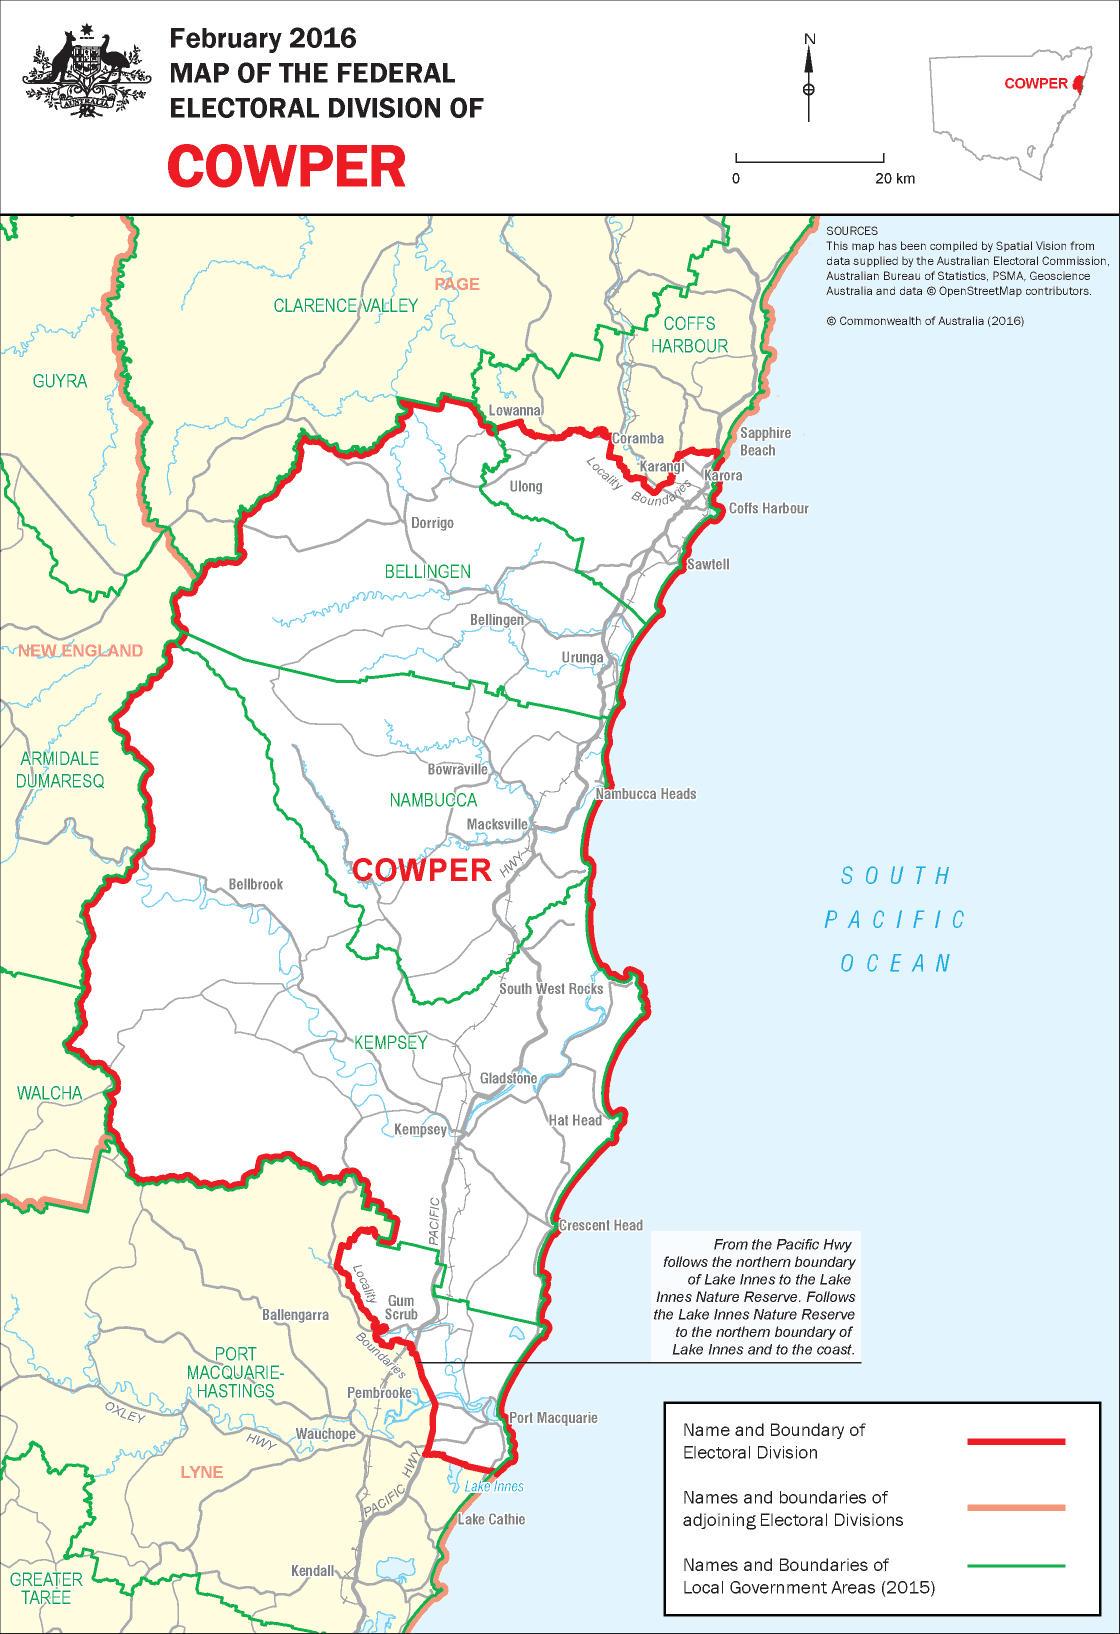 February 2016
MAP OF THE FEDERAL
ELECTORAL DIVISION OF
COWPER
AUSTRALIA
N
0
20 km
COWPER
SOURCES
This map has been compiled by Spatial Vision from
data supplied by the Australian Electoral Commission,
Australian Bureau of Statistics, PSMA, Geoscience
Australia and data © OpenStreetMap contributors.
© Commonwealth of Australia (2016)
PAGE
CLARENCE VALLEY
COFFS
HARBOUR
GUYRA
Lowanna
Coramba
Sapphire
Beach
Karangi
Karora
Locality
Boundaries
Ulong
Coffs Harbour
Dorrigo
Sawtell
BELLINGEN
Bellingen
NEW ENGLAND
Urunga
ARMIDALE
DUMARESQ
Bowraville
Nambucca Heads
NAMBUCCA
Macksville
COWPER
HWY
Bellbrook
SOUTH
PACIFIC
OCEAN
South West Rocks
KEMPSEY
Gladstone
WALCHA
Hat Head
Kempsey
PACIFIC
Crescent Head
From the Pacific Hwy
follows the northern boundary
of Lake Innes to the Lake
Innes Nature Reserve. Follows
the Lake Innes Nature Reserve
to the northern boundary of
Lake Innes and to the coast.
Locality
Boundaries
Gum
Scrub
Ballengarra
PORT
MACQUARIE-
HASTINGS
Pembrooke
OXLEY
HWY
Wauchope
Port Macquarie
LYNE
PACIFIC HWY
Lake Innes
Lake Cathie
Kendall
GREATER
TAREE
Name and Boundary of
Electoral Division
Names and boundaries of
adjoining Electoral Divisions
Names and Boundaries of
Local Government Areas (2015)